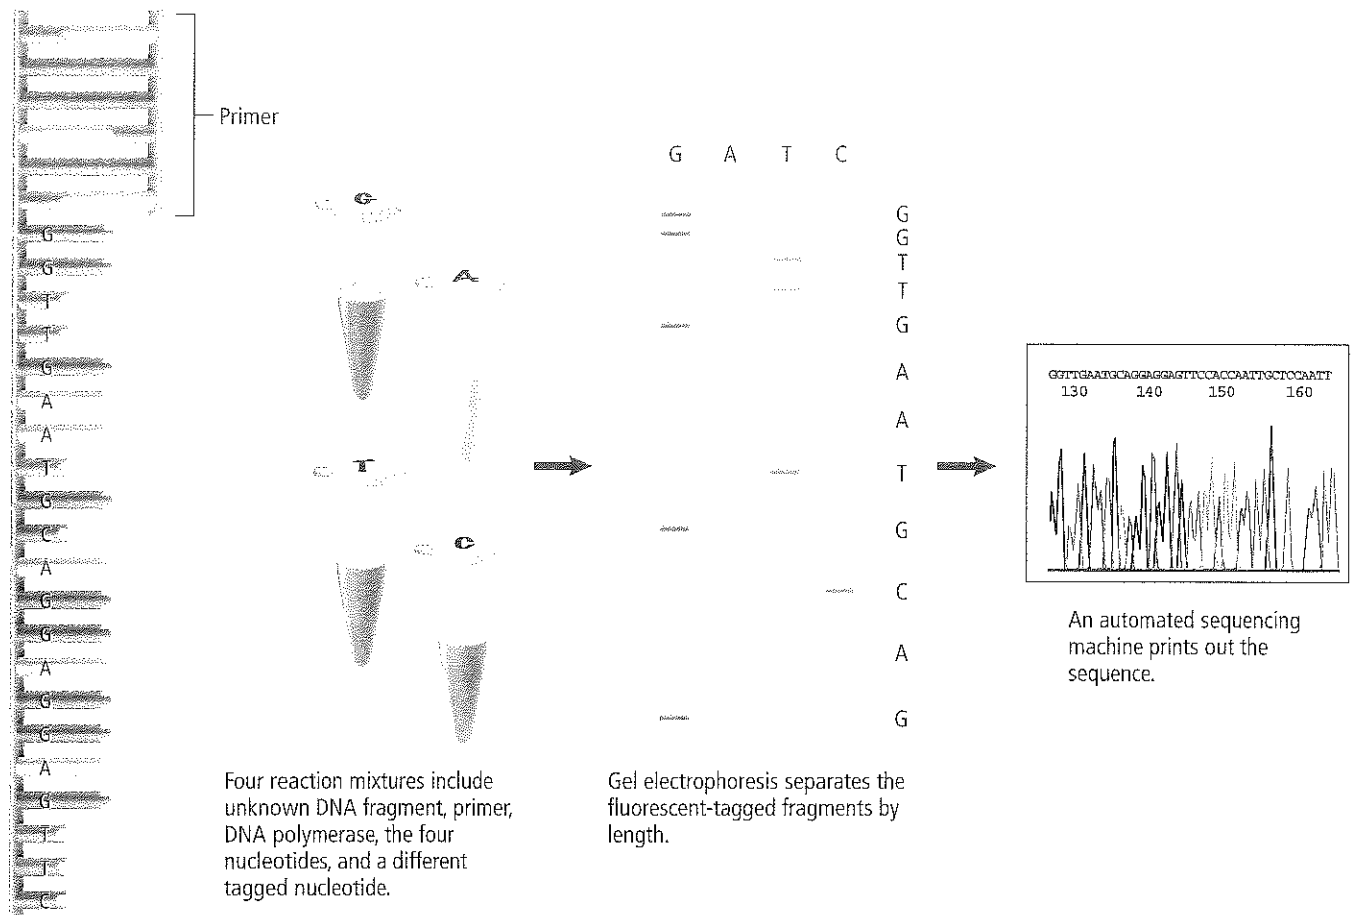 Primer
G
G
T
T
G
A
A
T
G
C
A
G
G
A
G
G
A
G
T
T
C
G
A
T
C
Four reaction mixtures include
unknown DNA fragment, primer,
DNA polymerase, the four
nucleotides, and a different
tagged nucleotide.
G A T C
G
G
T
T
G
A
A
T
G
C
A
G
Gel electrophoresis separates the
fluorescent-tagged fragments by
length.
GGTTGAATGCAGGAGGAGTTCCACCAATTGCTCCAATT
130 140 150 160
An automated sequencing
machine prints out the
sequence.